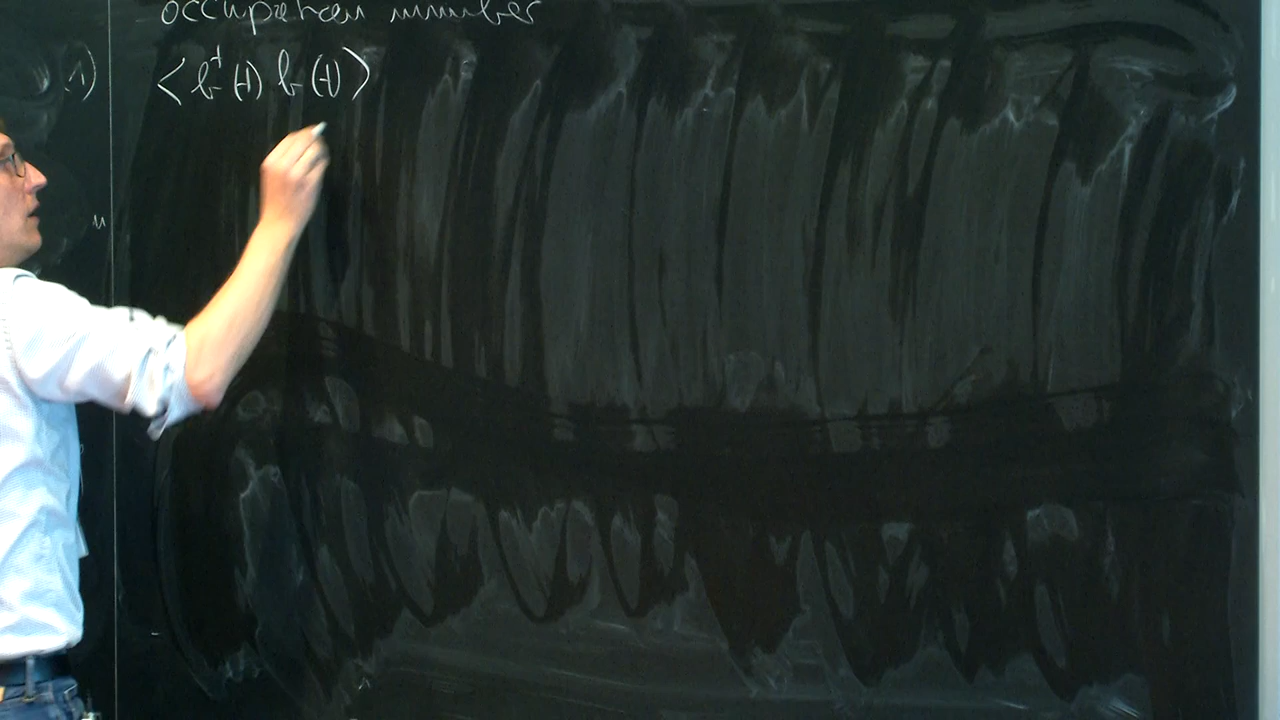 occupation number
⟨b†(t) b(t)⟩